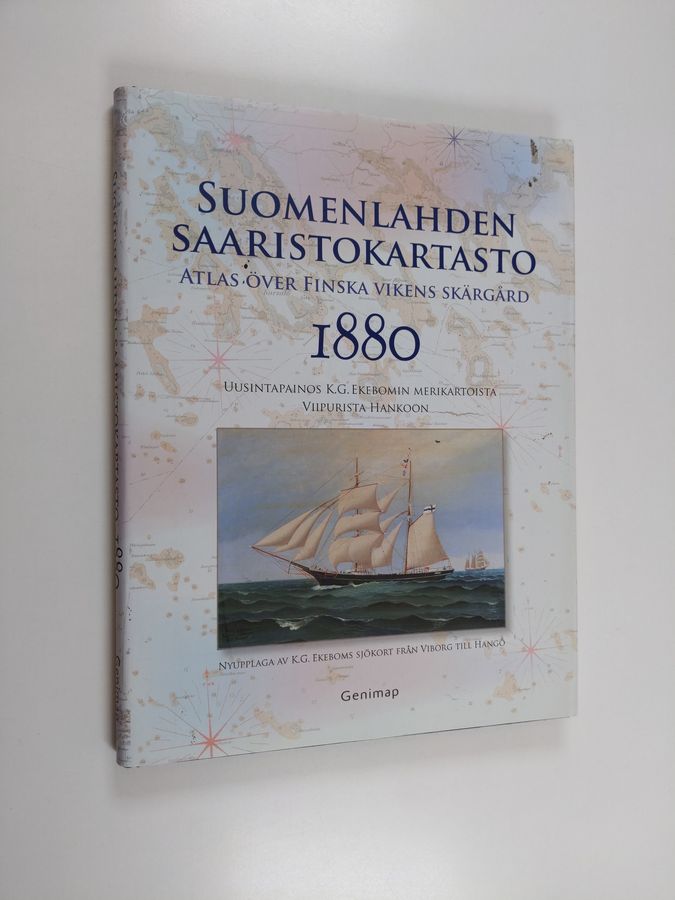 SUOMENLAHDEN
SAARISTOKARTASTO
ATLAS ÖVER FINSKA VIKENS SKÄRGÅRD
1880
UUSINTAPAINOS K.G. EKEBOMIN MERIKARTOISTA
VIIPURISTA HANKOON
NYUPPLAGA AV K.G. EKEBOMS SJÖKORT FRÅN VIBORG TILL HANGÖ
Genimap
1880